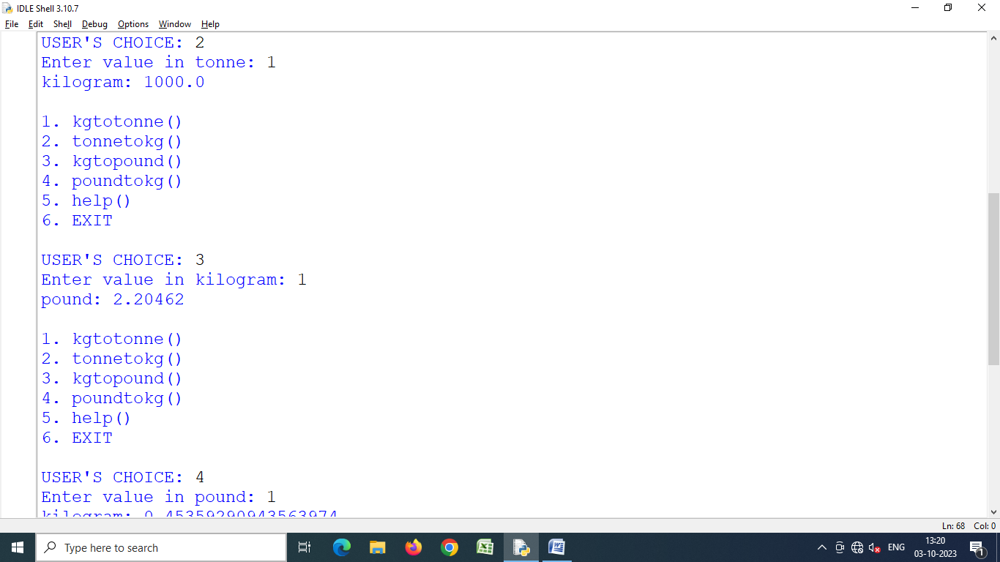 IDLE Shell 3.10.7
File Edit Shell Debug Options Window Help
USER'S CHOICE: 2
Enter value in tonne: 1
kilogram: 1000.0
1. kgtotonne()
2. tonnetokg()
3. kgtopound()
4. poundtokg()
5. help()
6. EXIT
USER'S CHOICE: 3
Enter value in kilogram: 1
pound: 2.20462
1. kgtotonne()
2. tonnetokg()
3. kgtopound()
4. poundtokg()
5. help()
6. EXIT
USER'S CHOICE: 4
Enter value in pound: 1
kilogram: 0.45359290943563974
Ln: 68 Col: 0
Type here to search
ENG
13:20
03-10-2023
1